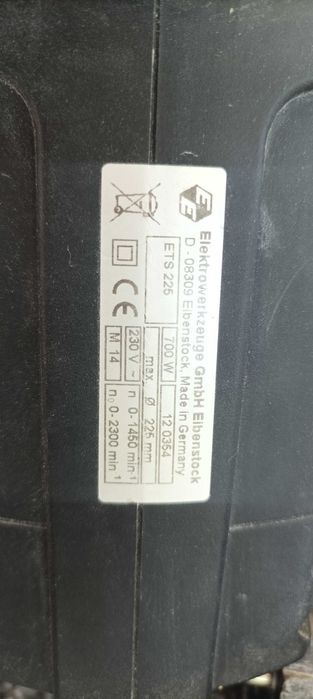 Elektrowerkzeuge GmbH Eibenstock
D - 08309 Eibenstock, Made in Germany
ETS 225
700 W
12 0354
max. Ø 225 mm
230 V ~
n 0-1450 min-1
M 14
n0 0-2300 min-1
CE